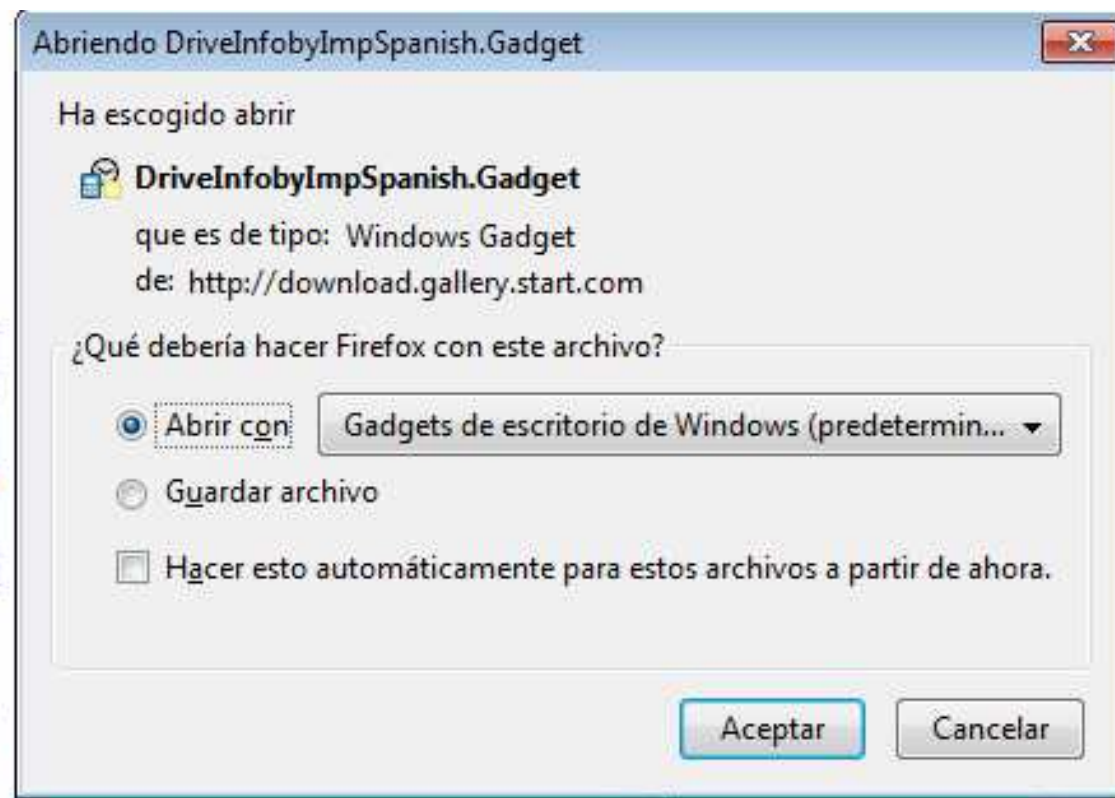 Abriendo DriveInfobyImpSpanish.Gadget
Ha escogido abrir
DriveInfobyImpSpanish.Gadget
que es de tipo: Windows Gadget
de: http://download.gallery.start.com
¿Qué debería hacer Firefox con este archivo?
Abrir con Gadgets de escritorio de Windows (predetermin...
Guardar archivo
Hacer esto automáticamente para estos archivos a partir de ahora.
Aceptar Cancelar